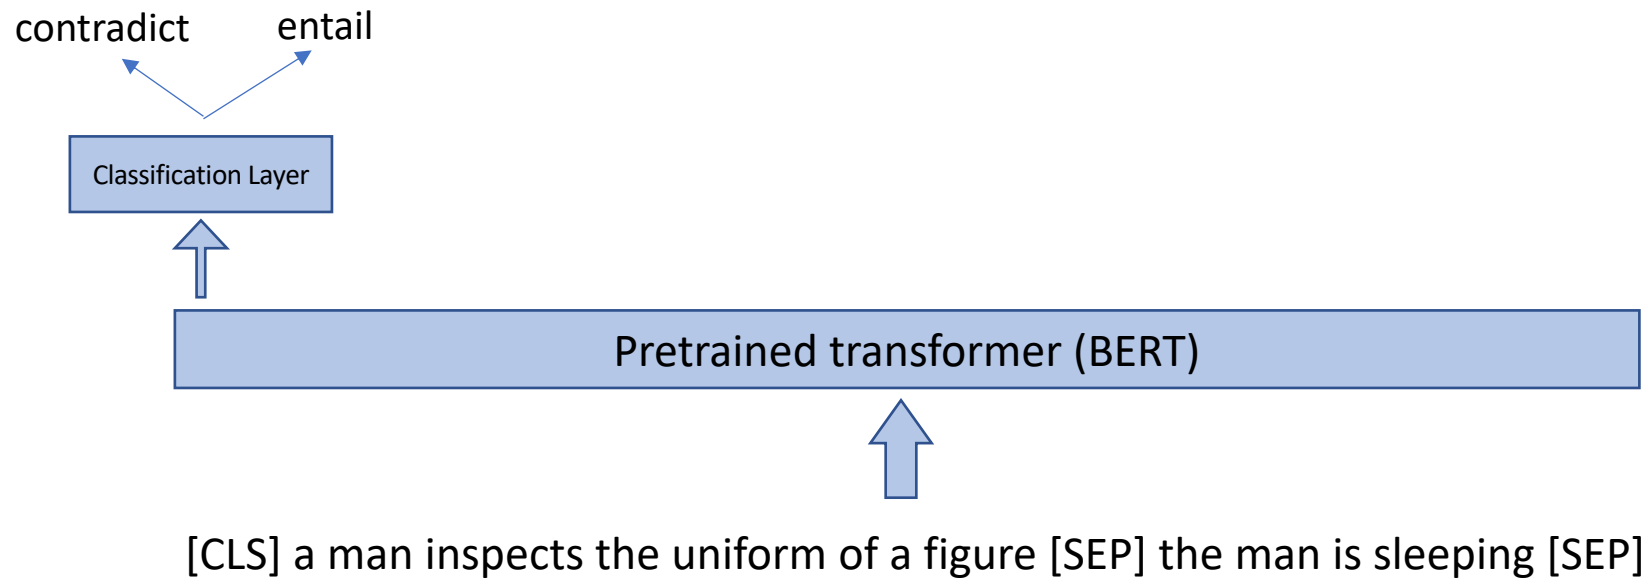 contradict entail
Classification Layer
Pretrained transformer (BERT)
[CLS] a man inspects the uniform of a figure [SEP] the man is sleeping [SEP]